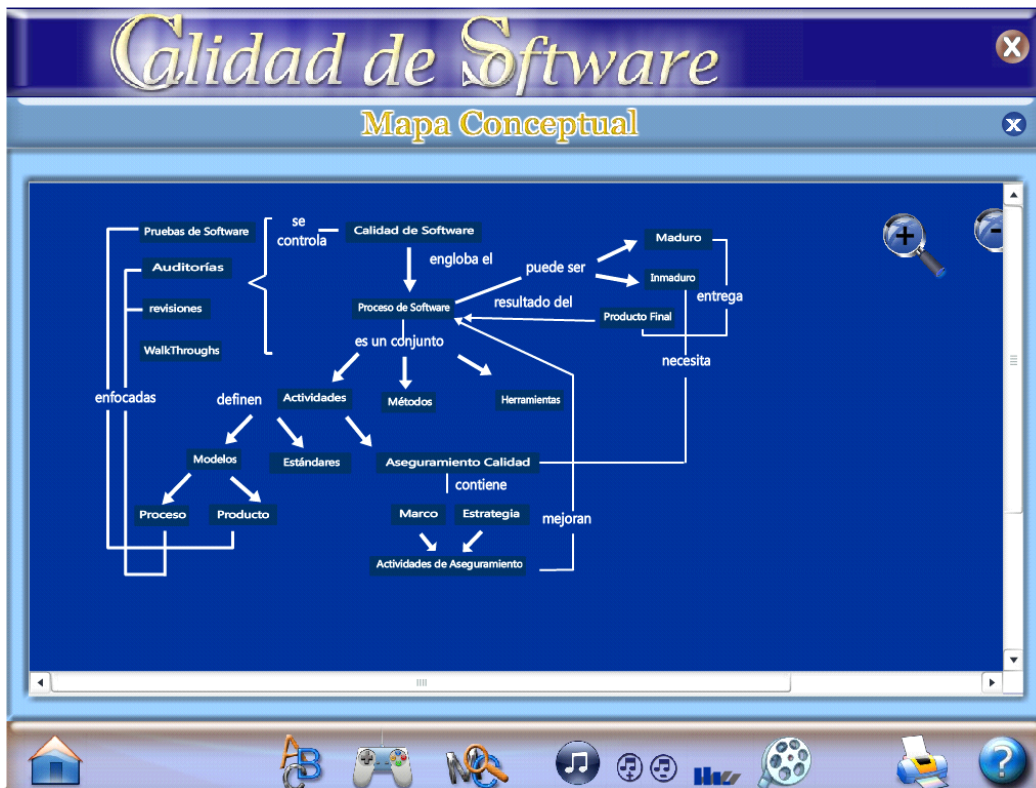 Calidad de Software
Mapa Conceptual
Pruebas de Software
Auditorías
revisiones
WalkThroughs
se
controla
Calidad de Software
engloba el
Proceso de Software
puede ser
Maduro
Inmaduro
entrega
resultado del
Producto Final
necesita
es un conjunto
enfocadas
definen
Actividades
Métodos
Herramientas
Modelos
Estándares
Aseguramiento Calidad
contiene
Proceso
Producto
Marco
Estrategia
mejoran
Actividades de Aseguramiento
ABC
MC